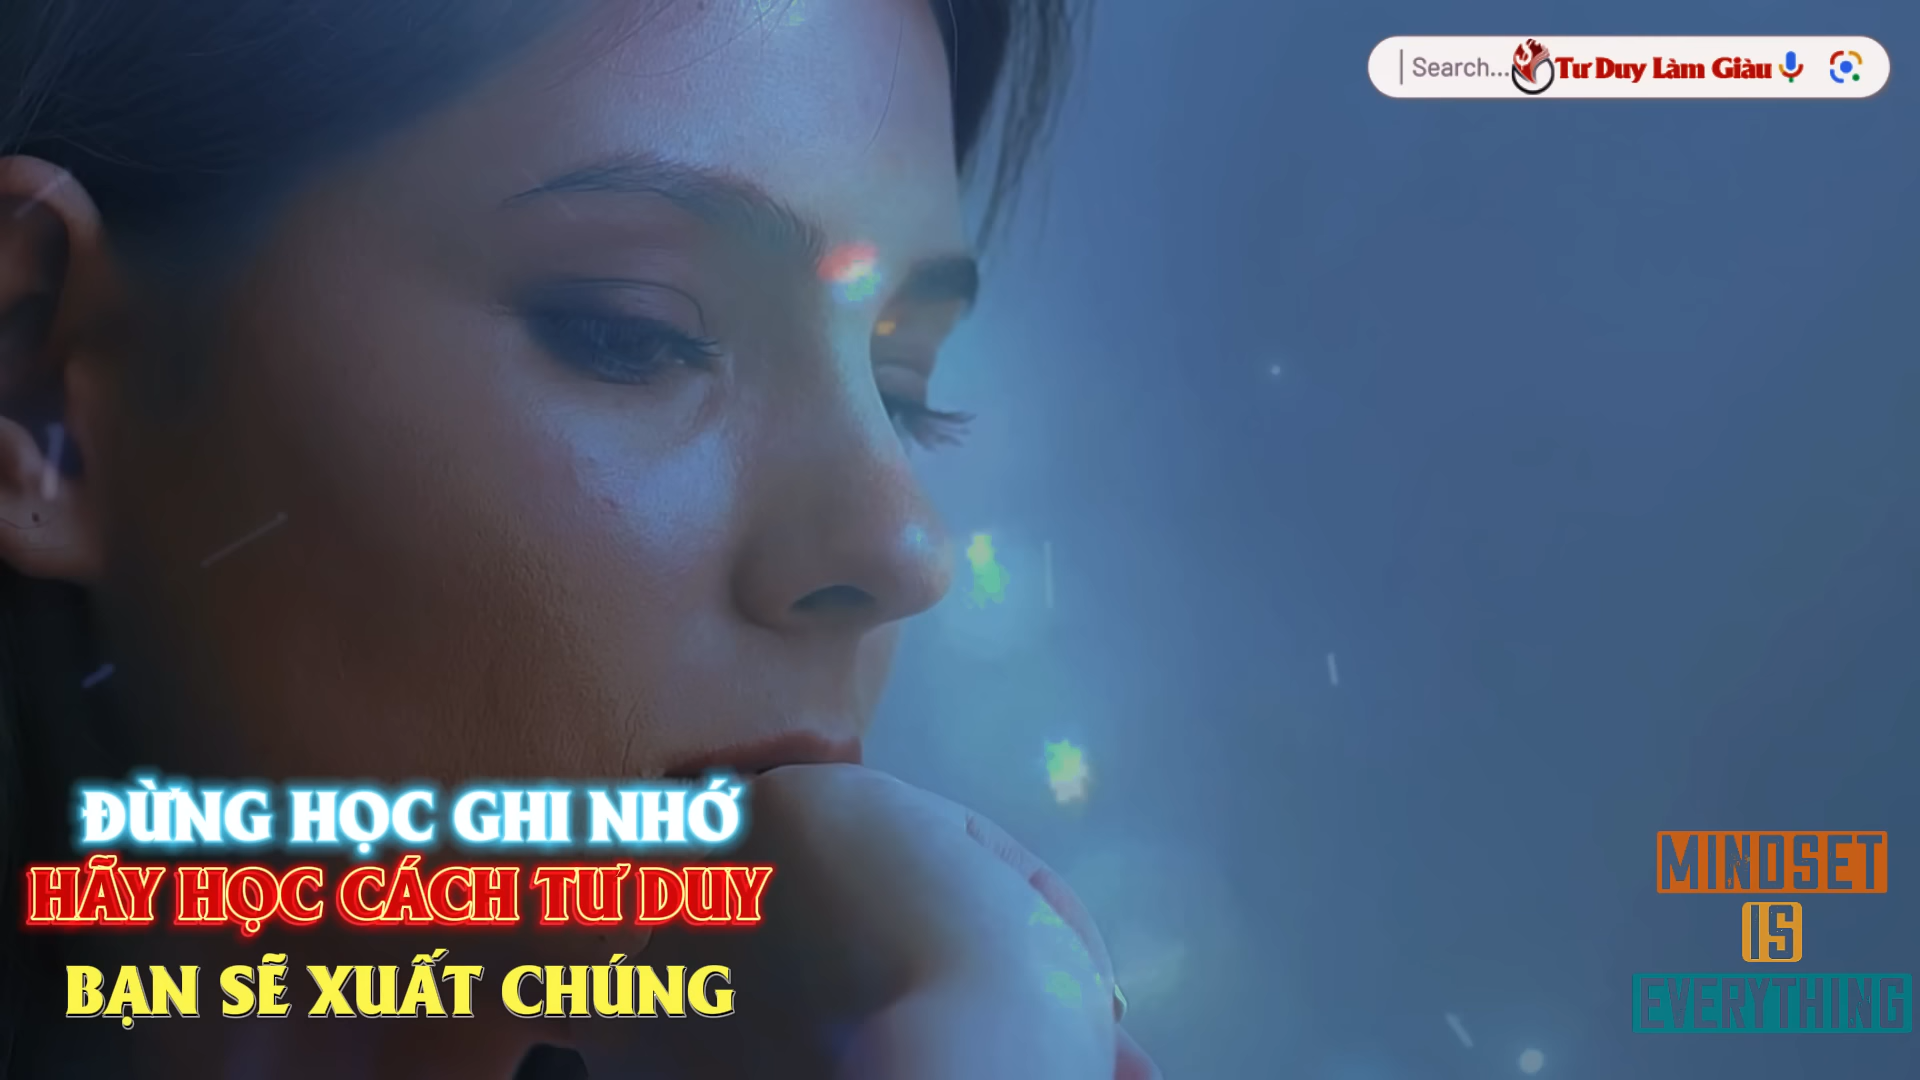 Search... Tư Duy Làm Giàu
ĐỪNG HỌC GHI NHỚ
HÃY HỌC CÁCH TƯ DUY
BẠN SẼ XUẤT CHÚNG
MINDSET
IS
EVERYTHING